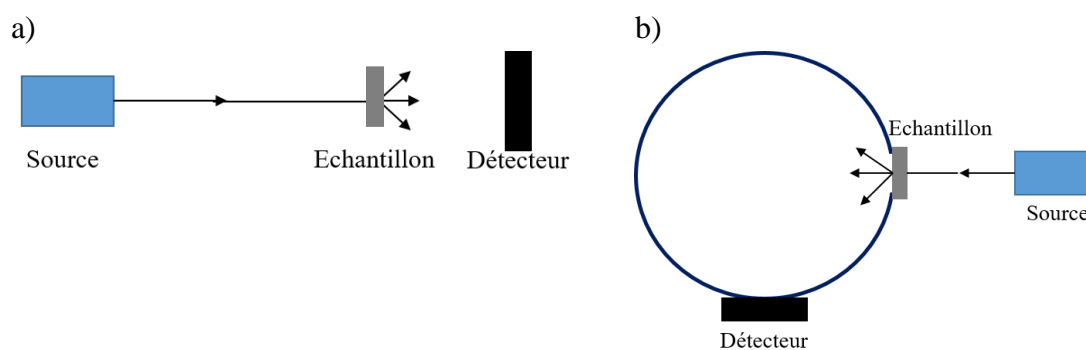 a)
Source
Echantillon
Détecteur
b)
Echantillon
Source
Détecteur